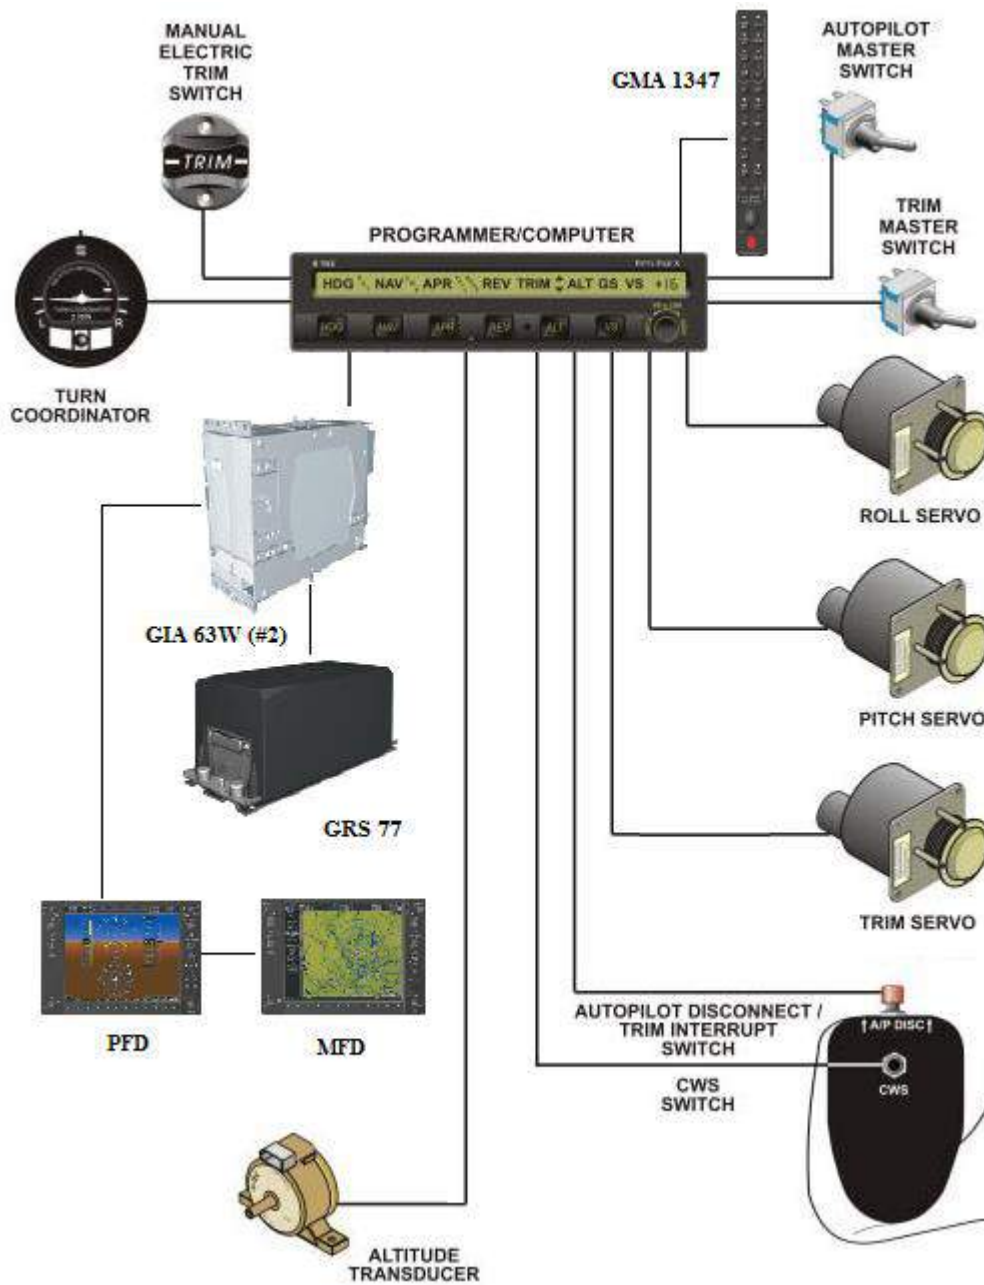 MANUAL
ELECTRIC
TRIM
SWITCH
GMA 1347
AUTOPILOT
MASTER
SWITCH
TRIM
TRIM
MASTER
SWITCH
PROGRAMMER/COMPUTER
HDG NAV APR REV TRIM ALT GS VS +16
HDG NAV APR REV ALT VS
L R
TURN
COORDINATOR
ROLL SERVO
GIA 63W (#2)
PITCH SERVO
GRS 77
TRIM SERVO
PFD
MFD
AUTOPILOT DISCONNECT /
TRIM INTERRUPT
SWITCH
A/P DISC
CWS
SWITCH
CWS
ALTITUDE
TRANSDUCER